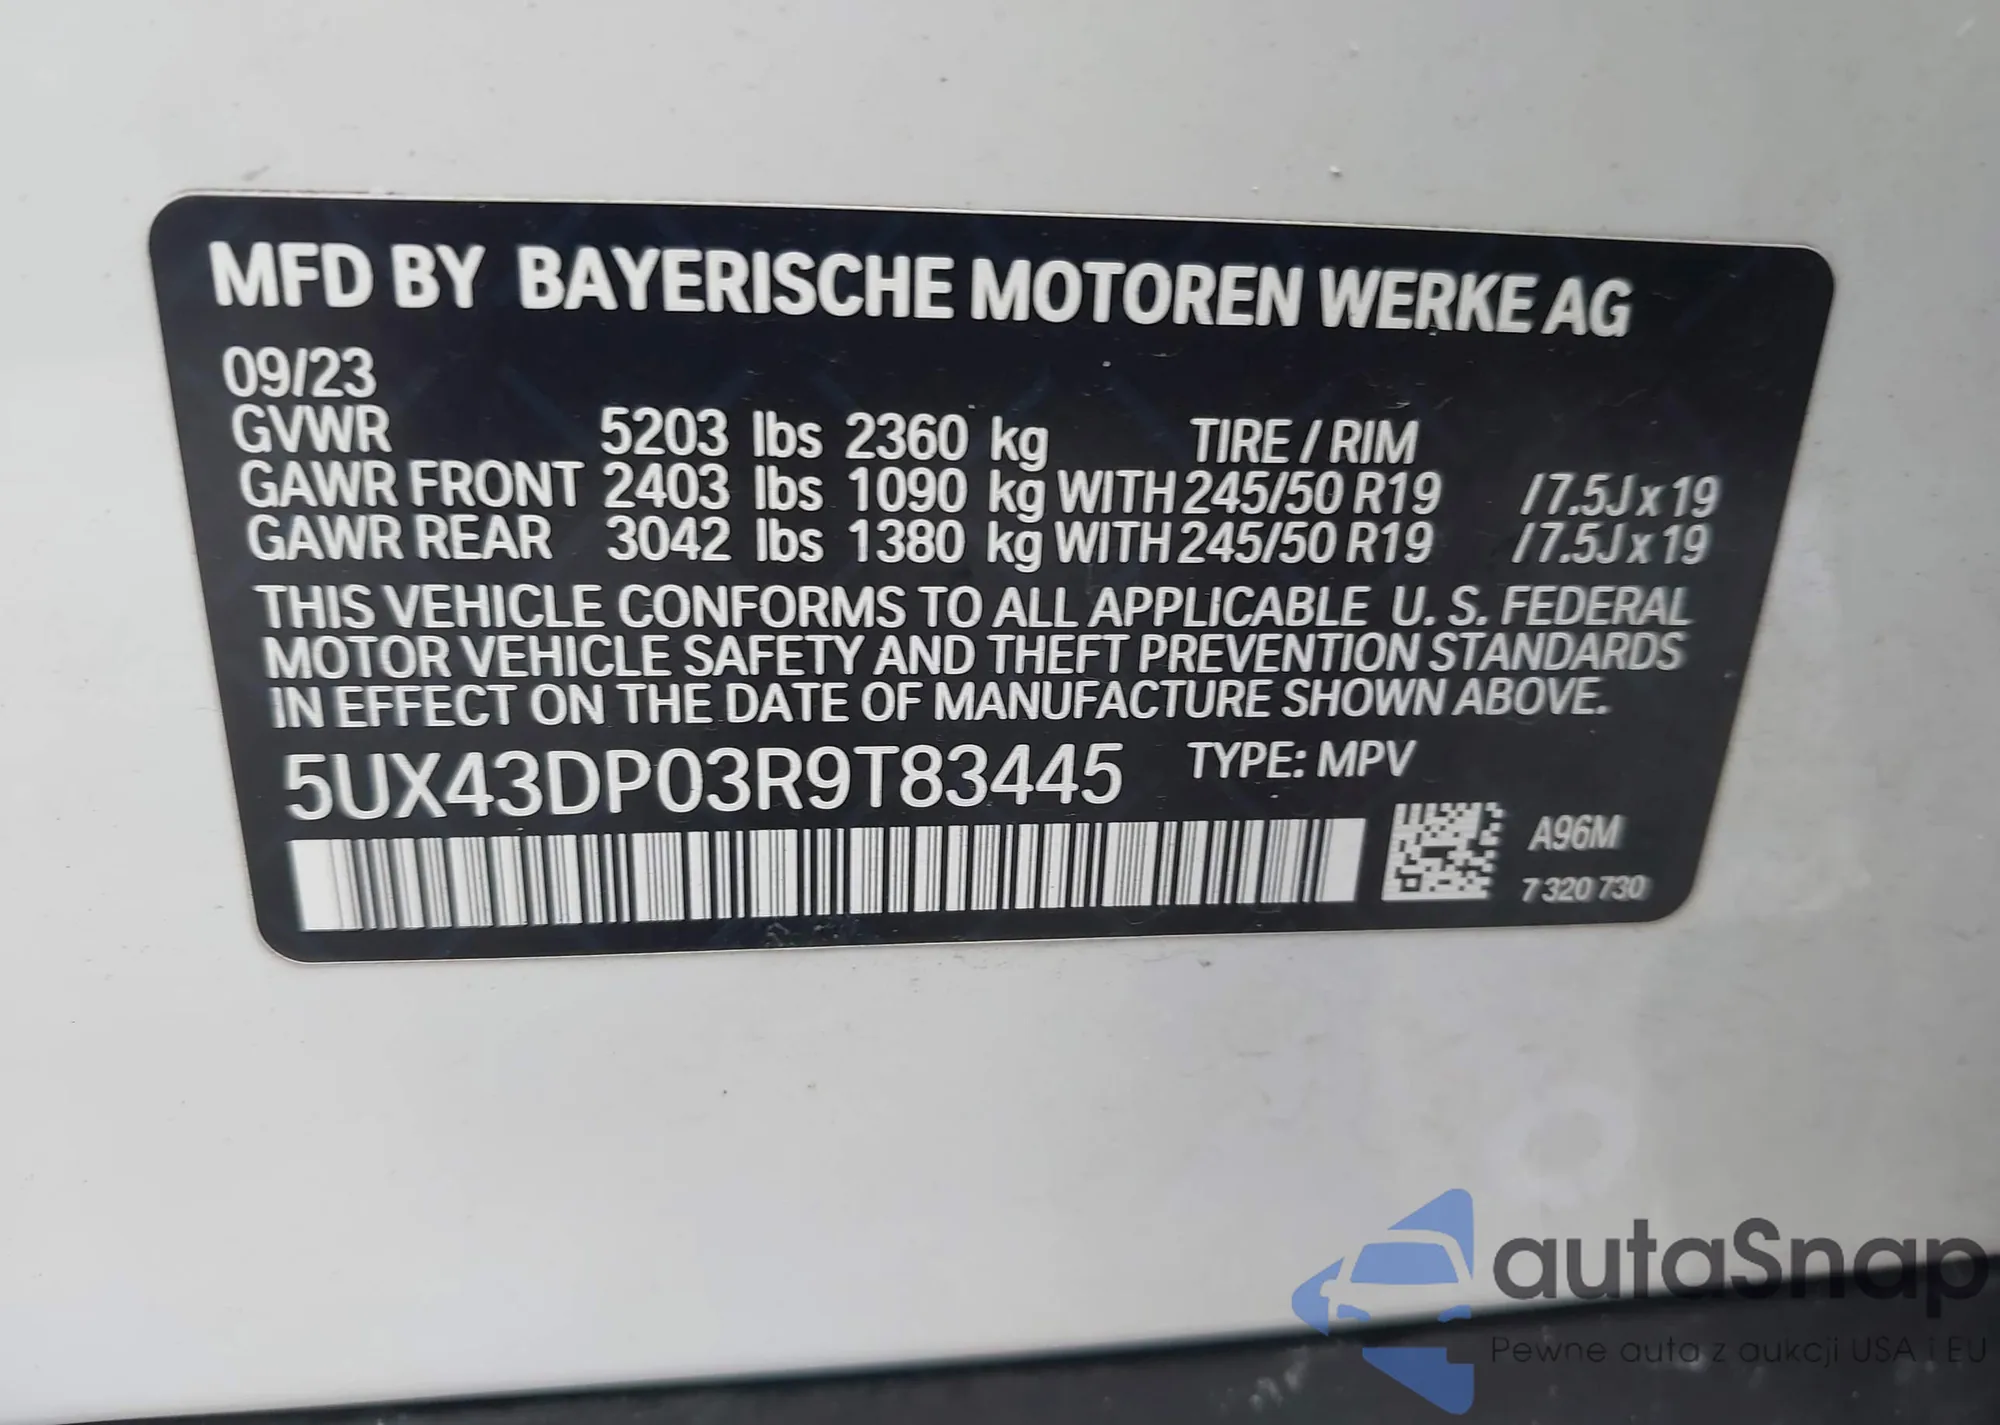 MFD BY BAYERISCHE MOTOREN WERKE AG
09/23
GVWR 5203 lbs 2360 kg TIRE / RIM
GAWR FRONT 2403 lbs 1090 kg WITH 245/50 R19 / 7.5J x 19
GAWR REAR 3042 lbs 1380 kg WITH 245/50 R19 / 7.5J x 19
THIS VEHICLE CONFORMS TO ALL APPLICABLE U. S. FEDERAL
MOTOR VEHICLE SAFETY AND THEFT PREVENTION STANDARDS
IN EFFECT ON THE DATE OF MANUFACTURE SHOWN ABOVE.
5UX43DP03R9T83445 TYPE: MPV
A96M
7 320 730
autaSnap
Pewne auta z aukcji USA i EU